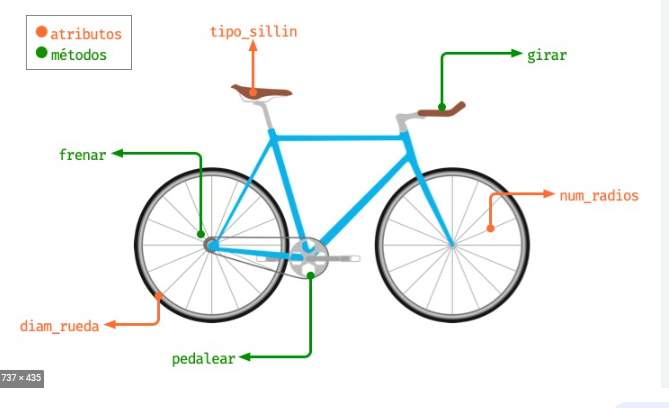 atributos
métodos
tipo_sillin
girar
frenar
num_radios
diam_rueda
pedalear
737 × 435